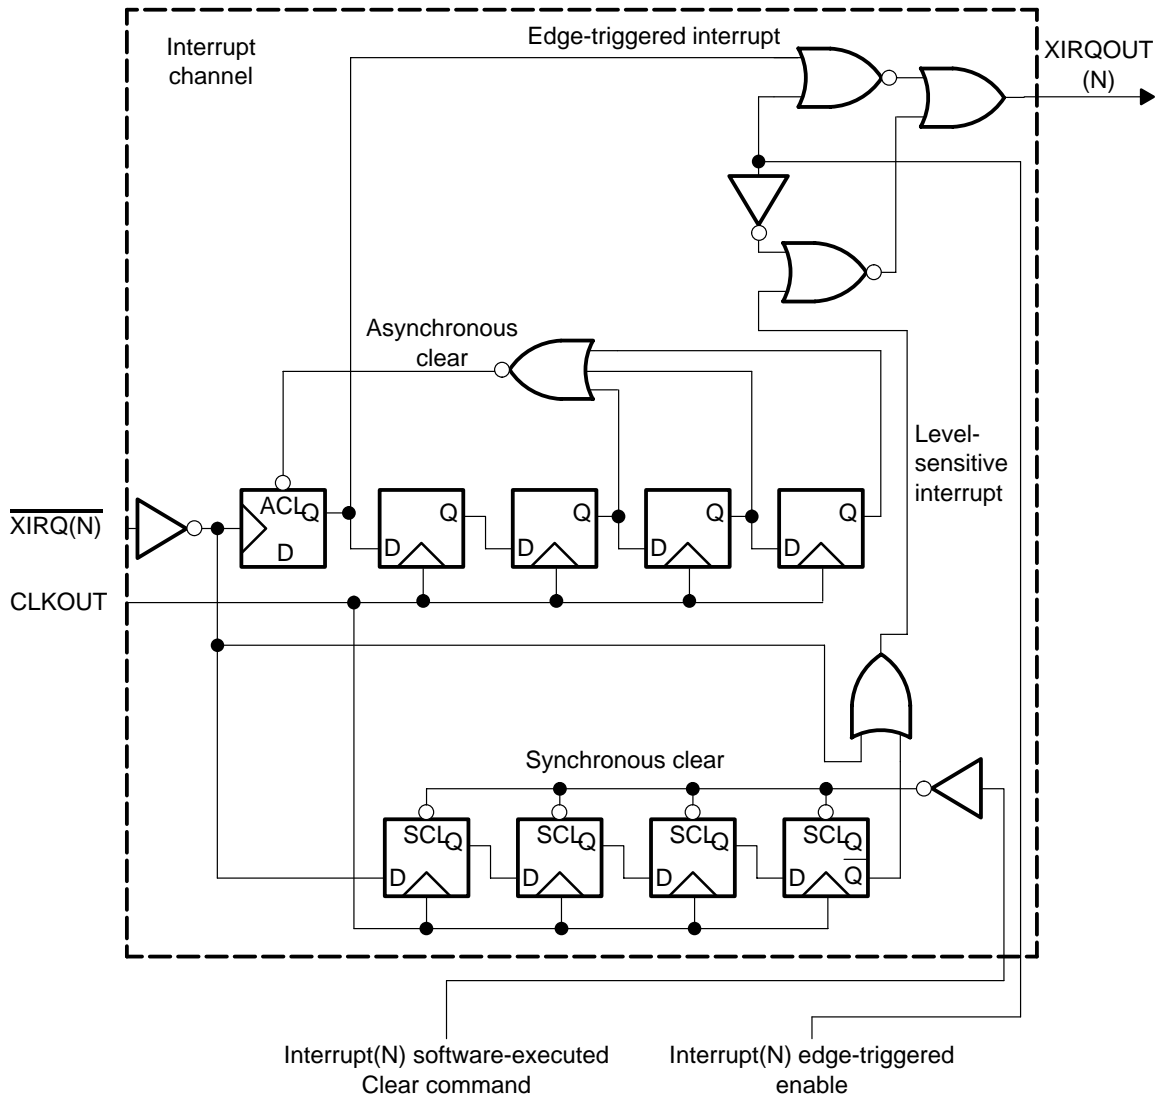 Interrupt
channel
Edge-triggered interrupt
XIRQOUT
(N)
Asynchronous
clear
Level-
sensitive
interrupt
XIRQ(N)
ACL Q
D
Q
D
Q
D
Q
D
Q
D
CLKOUT
Synchronous clear
SCL Q
D
SCL Q
D
SCL Q
D
SCL Q
D Q
Interrupt(N) software-executed
Clear command
Interrupt(N) edge-triggered
enable